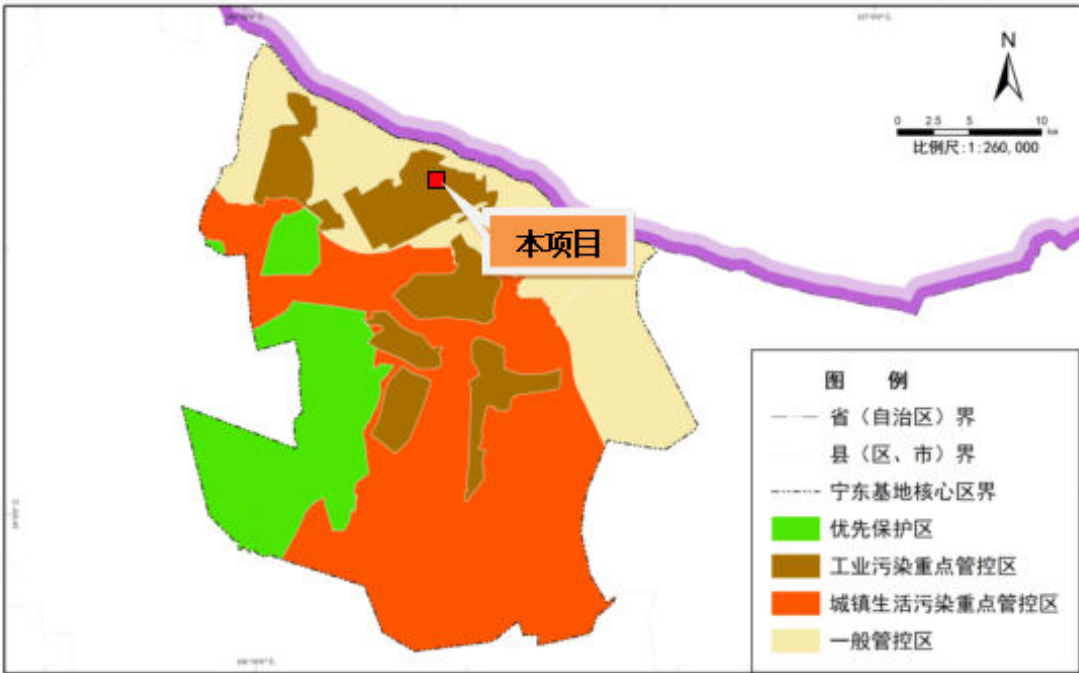 N
0 2.5 5 10
km
比例尺:1:260,000
本项目
图 例
省（自治区）界
县（区、市）界
宁东基地核心区界
优先保护区
工业污染重点管控区
城镇生活污染重点管控区
一般管控区